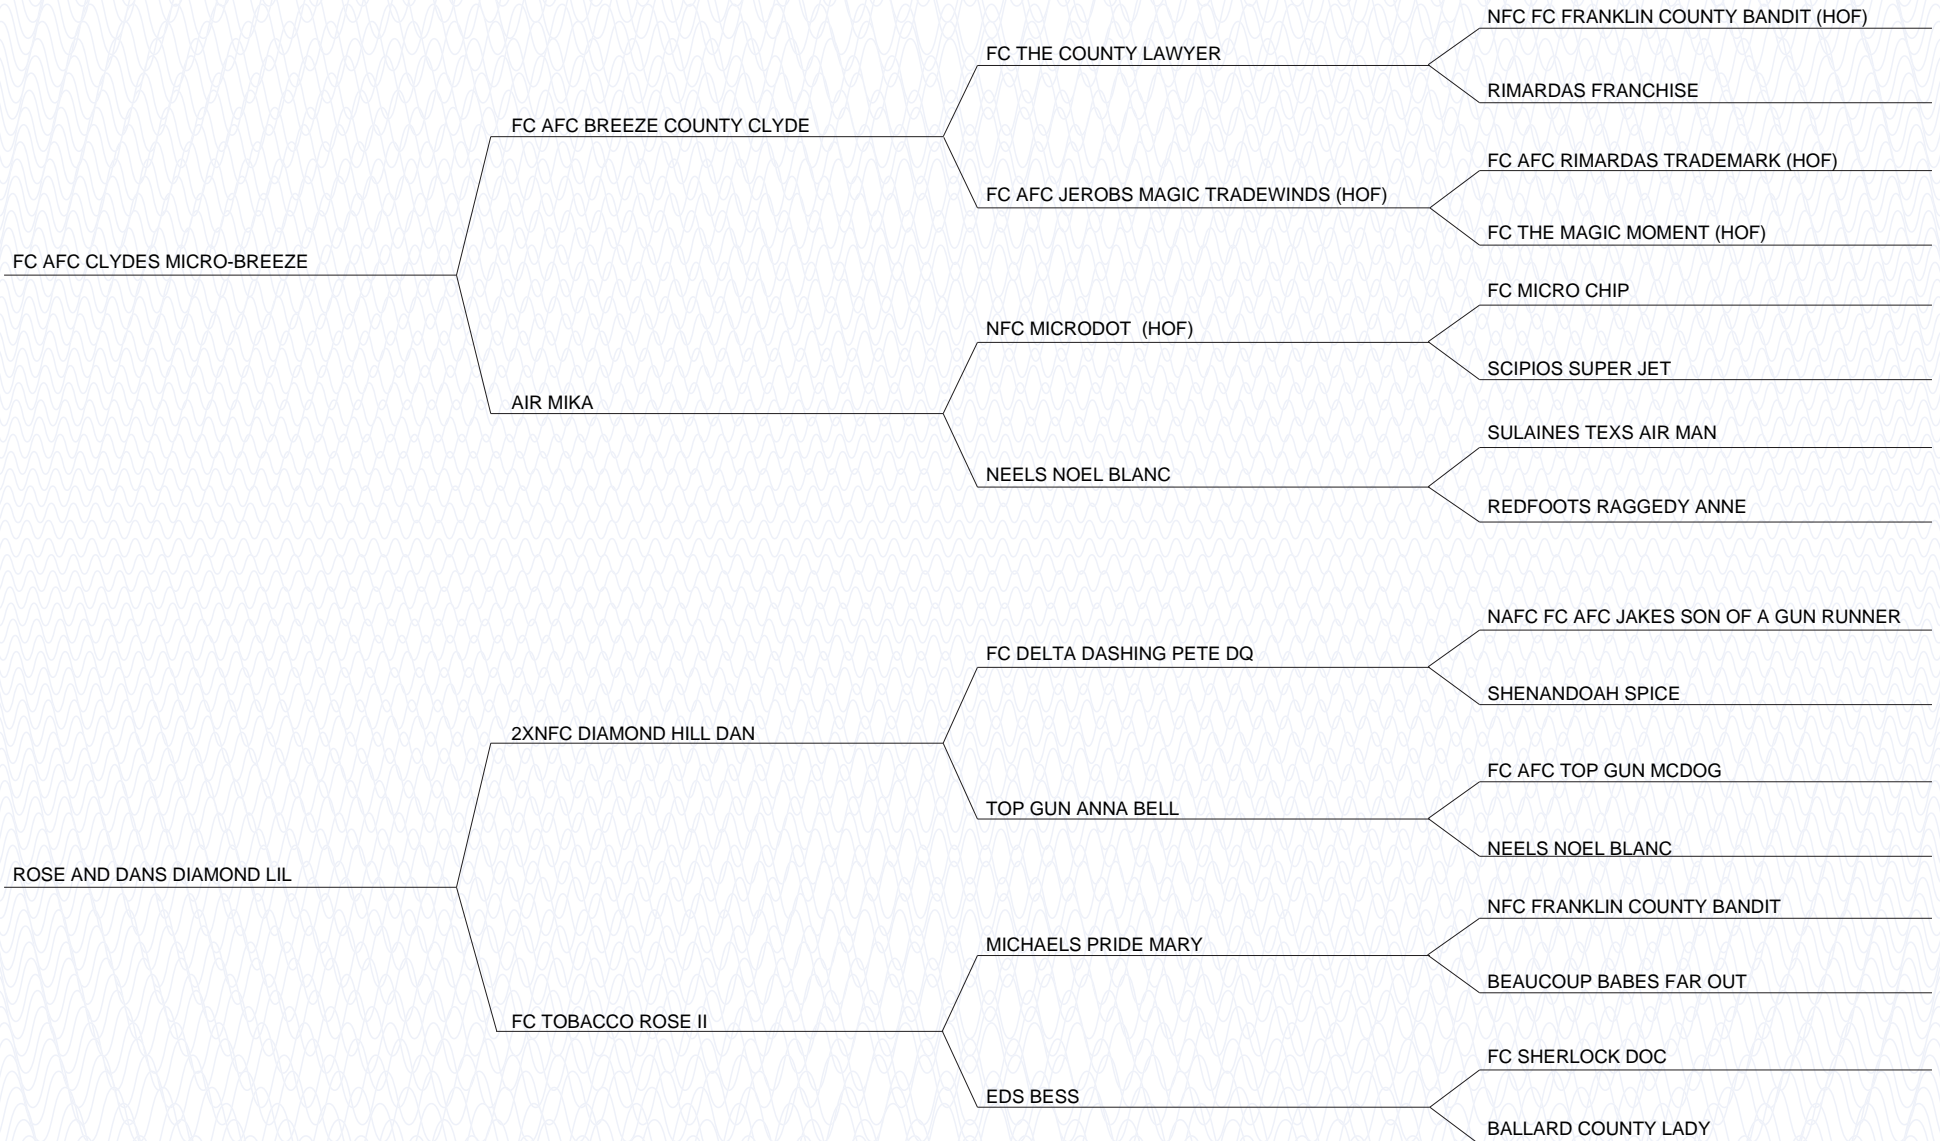 NFC FC FRANKLIN COUNTY BANDIT (HOF)
FC THE COUNTY LAWYER
RIMARDAS FRANCHISE
FC AFC BREEZE COUNTY CLYDE
FC AFC RIMARDAS TRADEMARK (HOF)
FC AFC JEROBS MAGIC TRADEWINDS (HOF)
FC THE MAGIC MOMENT (HOF)
FC AFC CLYDES MICRO-BREEZE
FC MICRO CHIP
NFC MICRODOT  (HOF)
SCIPIOS SUPER JET
AIR MIKA
SULAINES TEXS AIR MAN
NEELS NOEL BLANC
REDFOOTS RAGGEDY ANNE
NAFC FC AFC JAKES SON OF A GUN RUNNER
FC DELTA DASHING PETE DQ
SHENANDOAH SPICE
2XNFC DIAMOND HILL DAN
FC AFC TOP GUN MCDOG
TOP GUN ANNA BELL
NEELS NOEL BLANC
ROSE AND DANS DIAMOND LIL
NFC FRANKLIN COUNTY BANDIT
MICHAELS PRIDE MARY
BEAUCOUP BABES FAR OUT
FC TOBACCO ROSE II
FC SHERLOCK DOC
EDS BESS
BALLARD COUNTY LADY